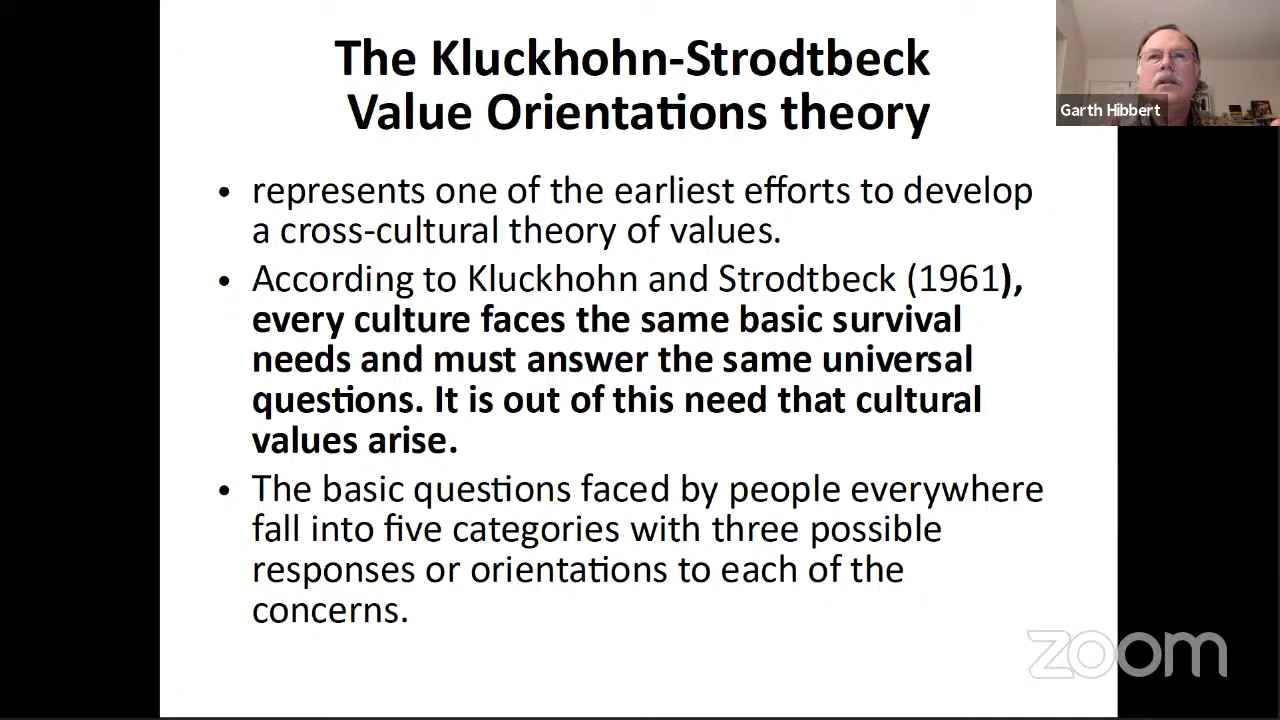 The Kluckhohn-Strodtbeck
Value Orientations theory
Garth Hibbert
• represents one of the earliest efforts to develop
a cross-cultural theory of values.
• According to Kluckhohn and Strodtbeck (1961),
every culture faces the same basic survival
needs and must answer the same universal
questions. It is out of this need that cultural
values arise.
• The basic questions faced by people everywhere
fall into five categories with three possible
responses or orientations to each of the
concerns.
zoom